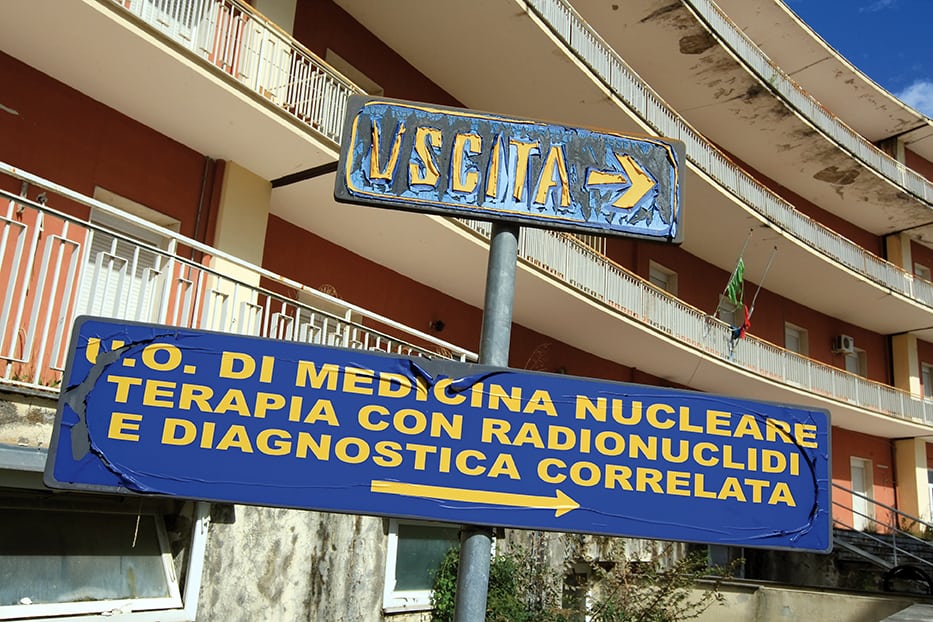 USCITA
U.O. DI MEDICINA NUCLEARE
TERAPIA CON RADIONUCLIDI
E DIAGNOSTICA CORRELATA